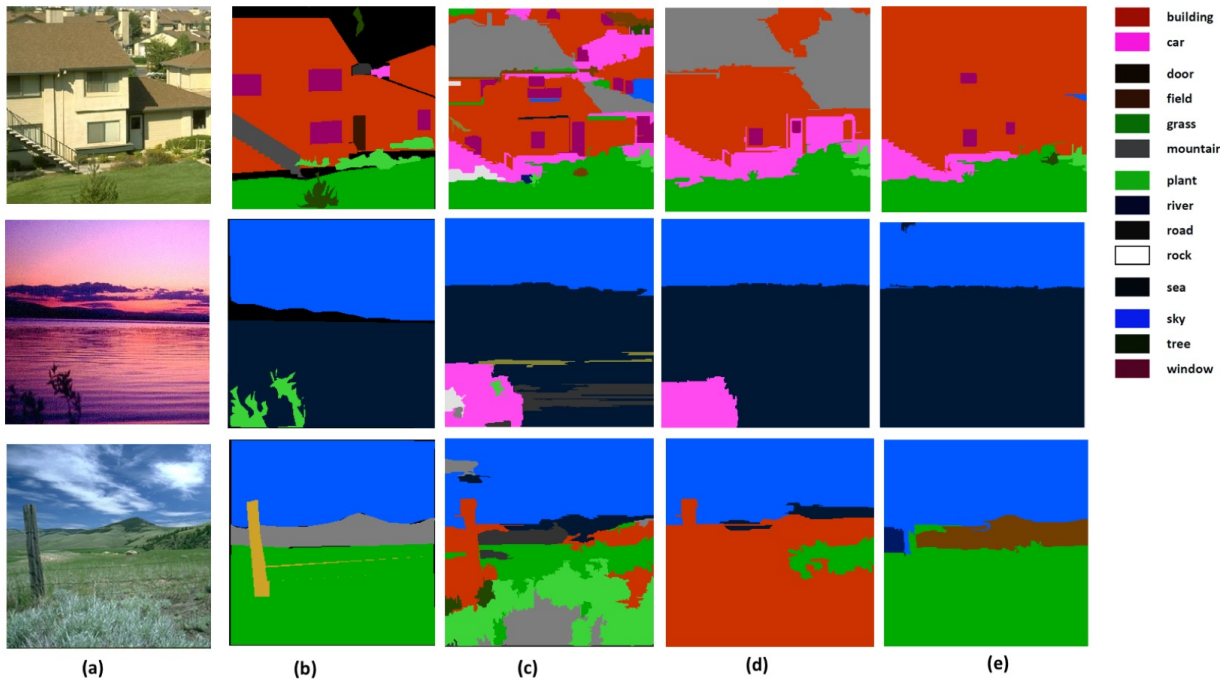 building
car
door
field
grass
mountain
plant
river
road
rock
sea
sky
tree
window
(a) (b) (c) (d) (e)